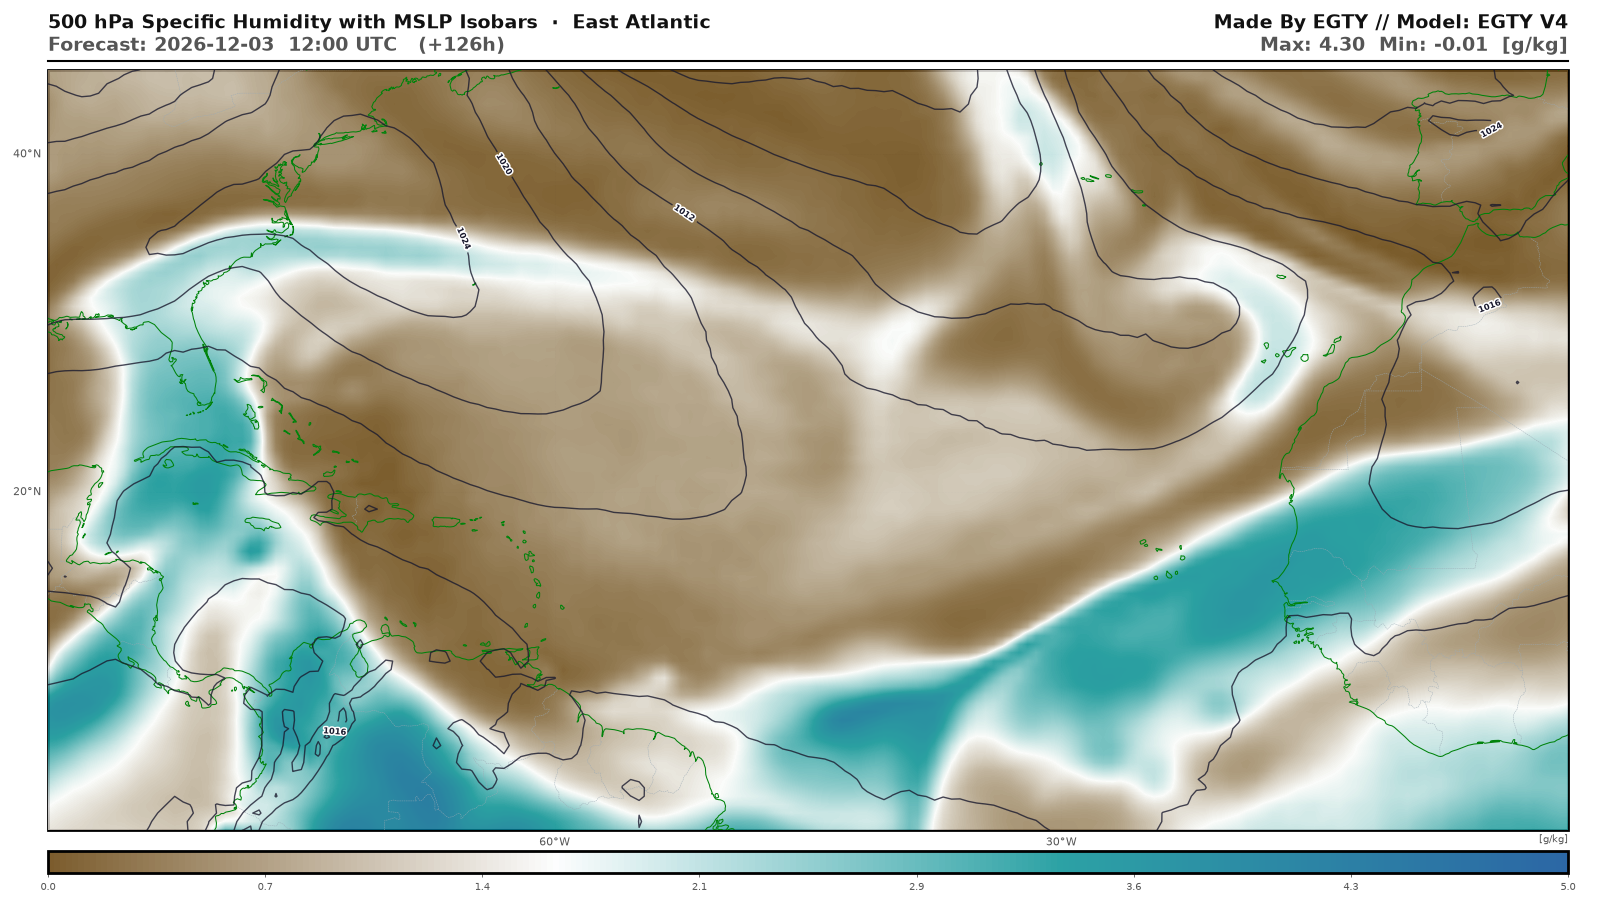 500 hPa Specific Humidity with MSLP Isobars · East Atlantic
Made By EGTY // Model: EGTY V4
Forecast: 2026-12-03 12:00 UTC (+126h)
Max: 4.30 Min: -0.01 [g/kg]
1024
40°N
1020
1012
1024
1016
20°N
1016
60°W
30°W
[g/kg]
0.0
0.7
1.4
2.1
2.9
3.6
4.3
5.0